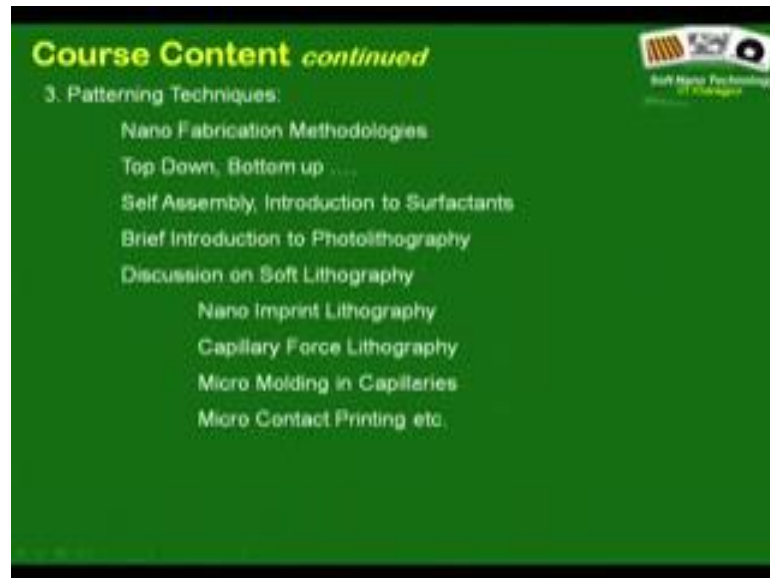 Course Content continued
Soft Nano Technology
IIT Kharagpur
3. Patterning Techniques:
Nano Fabrication Methodologies
Top Down, Bottom up ....
Self Assembly, Introduction to Surfactants
Brief Introduction to Photolithography
Discussion on Soft Lithography
Nano Imprint Lithography
Capillary Force Lithography
Micro Molding in Capillaries
Micro Contact Printing etc.